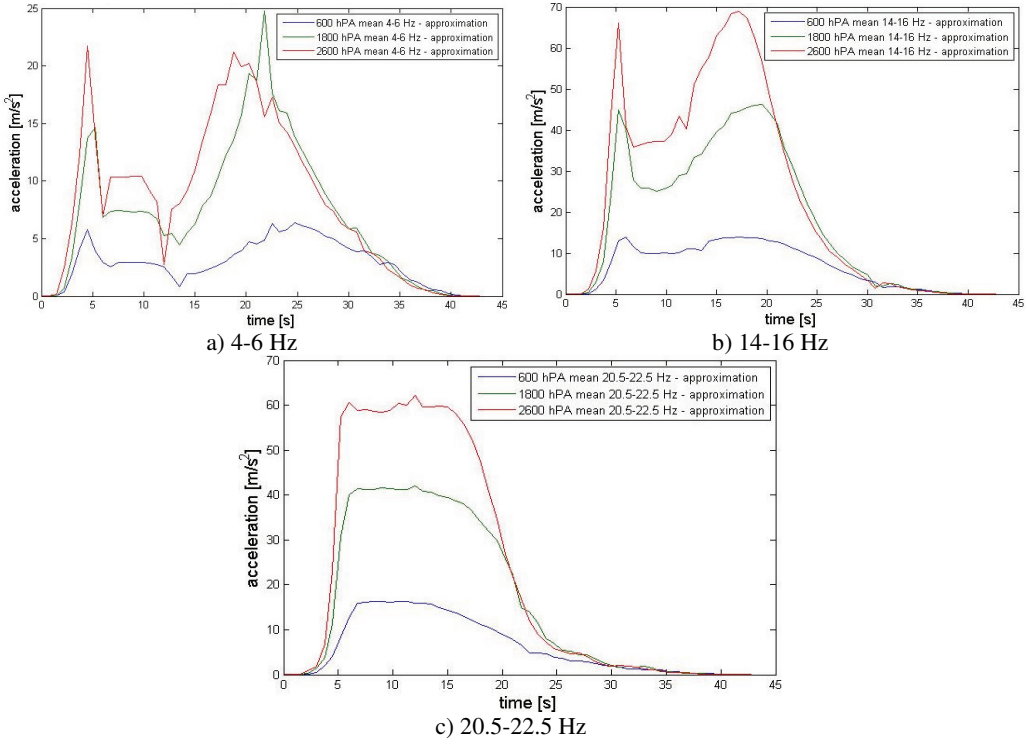 25
20
15
10
5
0
acceleration [m/s²]
0 5 10 15 20 25 30 35 40 45
time [s]
600 hPA mean 4-6 Hz - approximation
1800 hPA mean 4-6 Hz - approximation
2600 hPA mean 4-6 Hz - approximation
a) 4-6 Hz
70
60
50
40
30
20
10
0
acceleration [m/s²]
0 5 10 15 20 25 30 35 40 45
time [s]
600 hPA mean 14-16 Hz - approximation
1800 hPA mean 14-16 Hz - approximation
2600 hPA mean 14-16 Hz - approximation
b) 14-16 Hz
70
60
50
40
30
20
10
0
acceleration [m/s²]
0 5 10 15 20 25 30 35 40 45
time [s]
600 hPA mean 20.5-22.5 Hz - approximation
1800 hPA mean 20.5-22.5 Hz - approximation
2600 hPA mean 20.5-22.5 Hz - approximation
c) 20.5-22.5 Hz